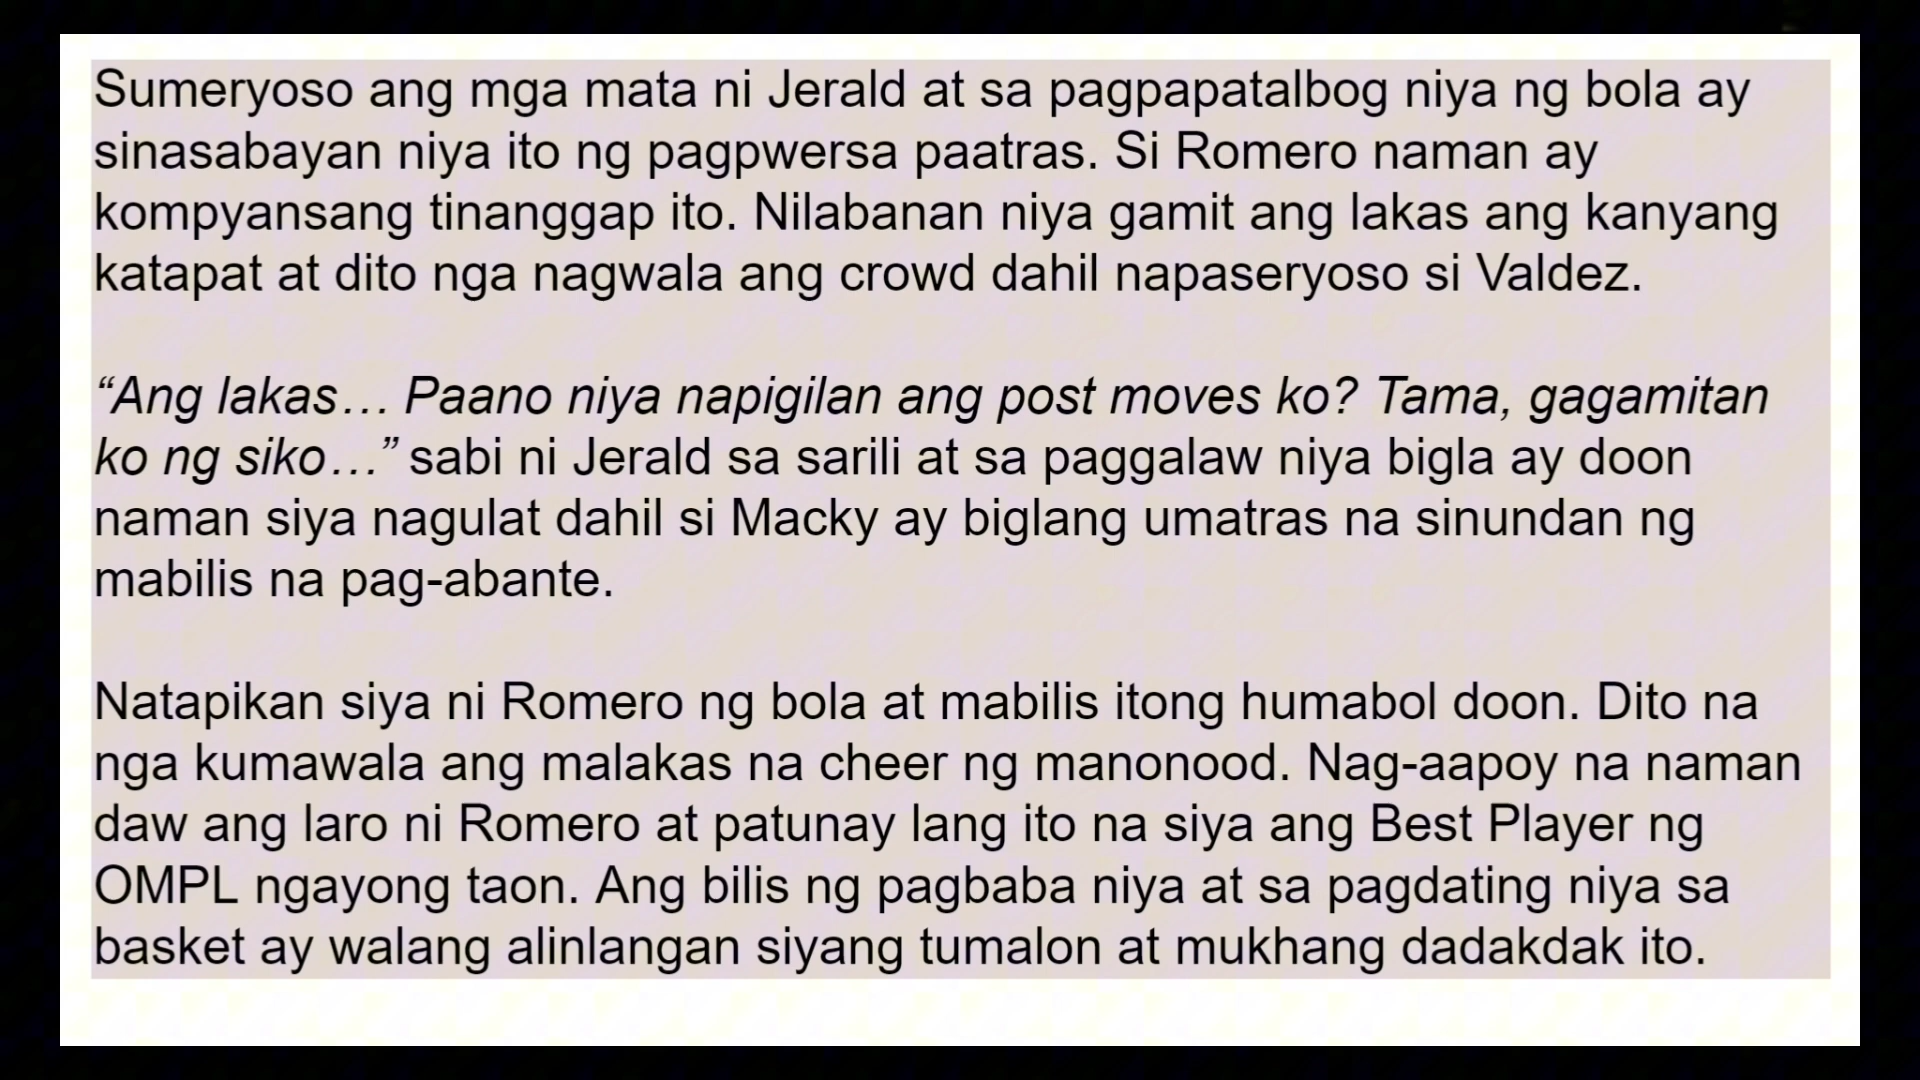 Sumeryoso ang mga mata ni Jerald at sa pagpapatalbog niya ng bola ay
sinasabayan niya ito ng pagpwersa paatras. Si Romero naman ay
kompyansang tinanggap ito. Nilabanan niya gamit ang lakas ang kanyang
katapat at dito nga nagwala ang crowd dahil napaseryoso si Valdez.
“Ang lakas… Paano niya napigilan ang post moves ko? Tama, gagamitan
ko ng siko…” sabi ni Jerald sa sarili at sa paggalaw niya bigla ay doon
naman siya nagulat dahil si Macky ay biglang umatras na sinundan ng
mabilis na pag-abante.
Natapikan siya ni Romero ng bola at mabilis itong humabol doon. Dito na
nga kumawala ang malakas na cheer ng manonood. Nag-aapoy na naman
daw ang laro ni Romero at patunay lang ito na siya ang Best Player ng
OMPL ngayong taon. Ang bilis ng pagbaba niya at sa pagdating niya sa
basket ay walang alinlangan siyang tumalon at mukhang dadakdak ito.